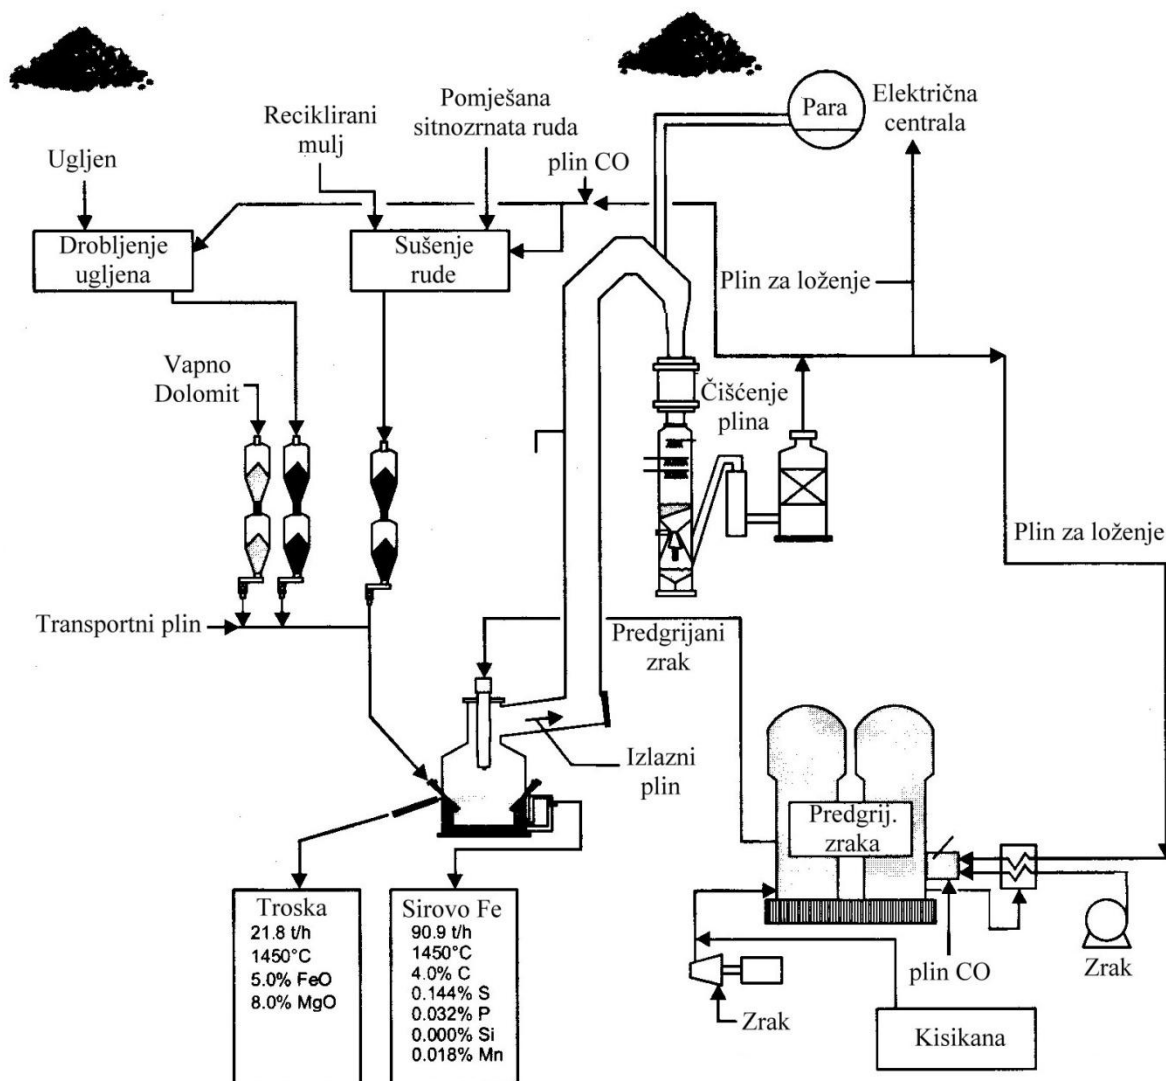 Para
Električna
centrala
Pomješana
sitnozrnata ruda
Reciklirani
mulj
Ugljen
plin CO
Drobljenje
ugljena
Sušenje
rude
Plin za loženje
Vapno
Dolomit
Čišćenje
plina
Plin za loženje
Transportni plin
Predgrijani
zrak
Izlazni
plin
Predgrij.
zraka
Troska
21.8 t/h
1450°C
5.0% FeO
8.0% MgO
Sirovo Fe
90.9 t/h
1450°C
4.0% C
0.144% S
0.032% P
0.000% Si
0.018% Mn
plin CO
Zrak
Zrak
Kisikana